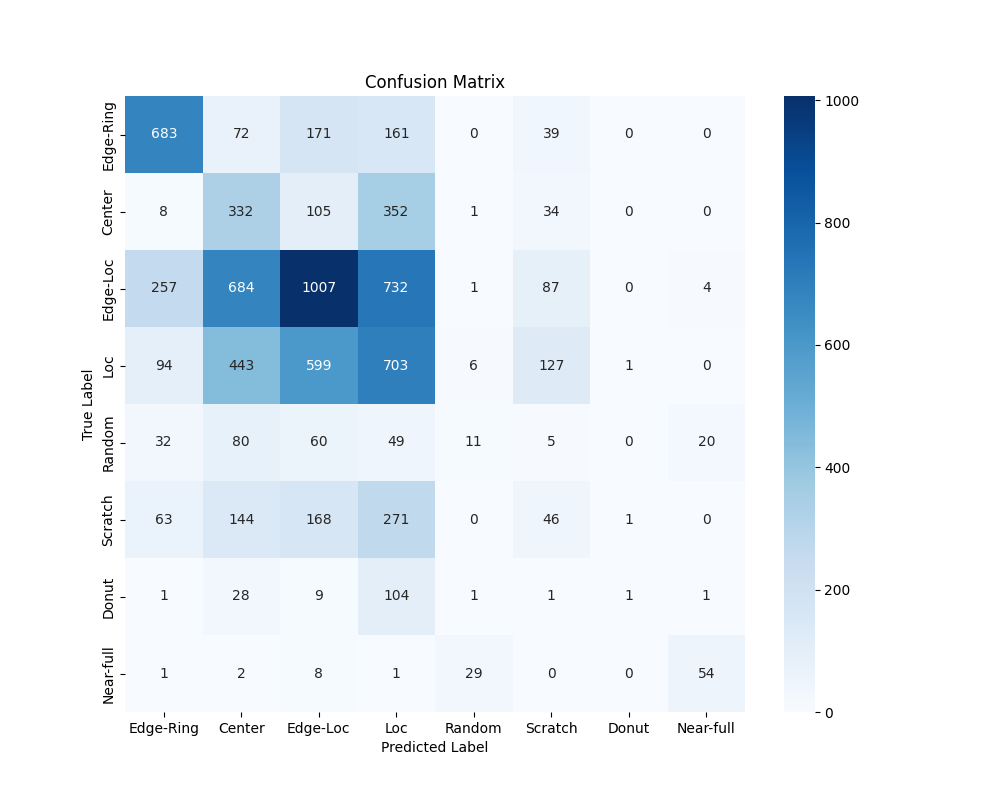 Confusion Matrix
True Label
Edge-Ring 683 72 171 161 0 39 0 0
Center 8 332 105 352 1 34 0 0
Edge-Loc 257 684 1007 732 1 87 0 4
Loc 94 443 599 703 6 127 1 0
Random 32 80 60 49 11 5 0 20
Scratch 63 144 168 271 0 46 1 0
Donut 1 28 9 104 1 1 1 1
Near-full 1 2 8 1 29 0 0 54
Edge-Ring Center Edge-Loc Loc Random Scratch Donut Near-full
Predicted Label
1000
800
600
400
200
0